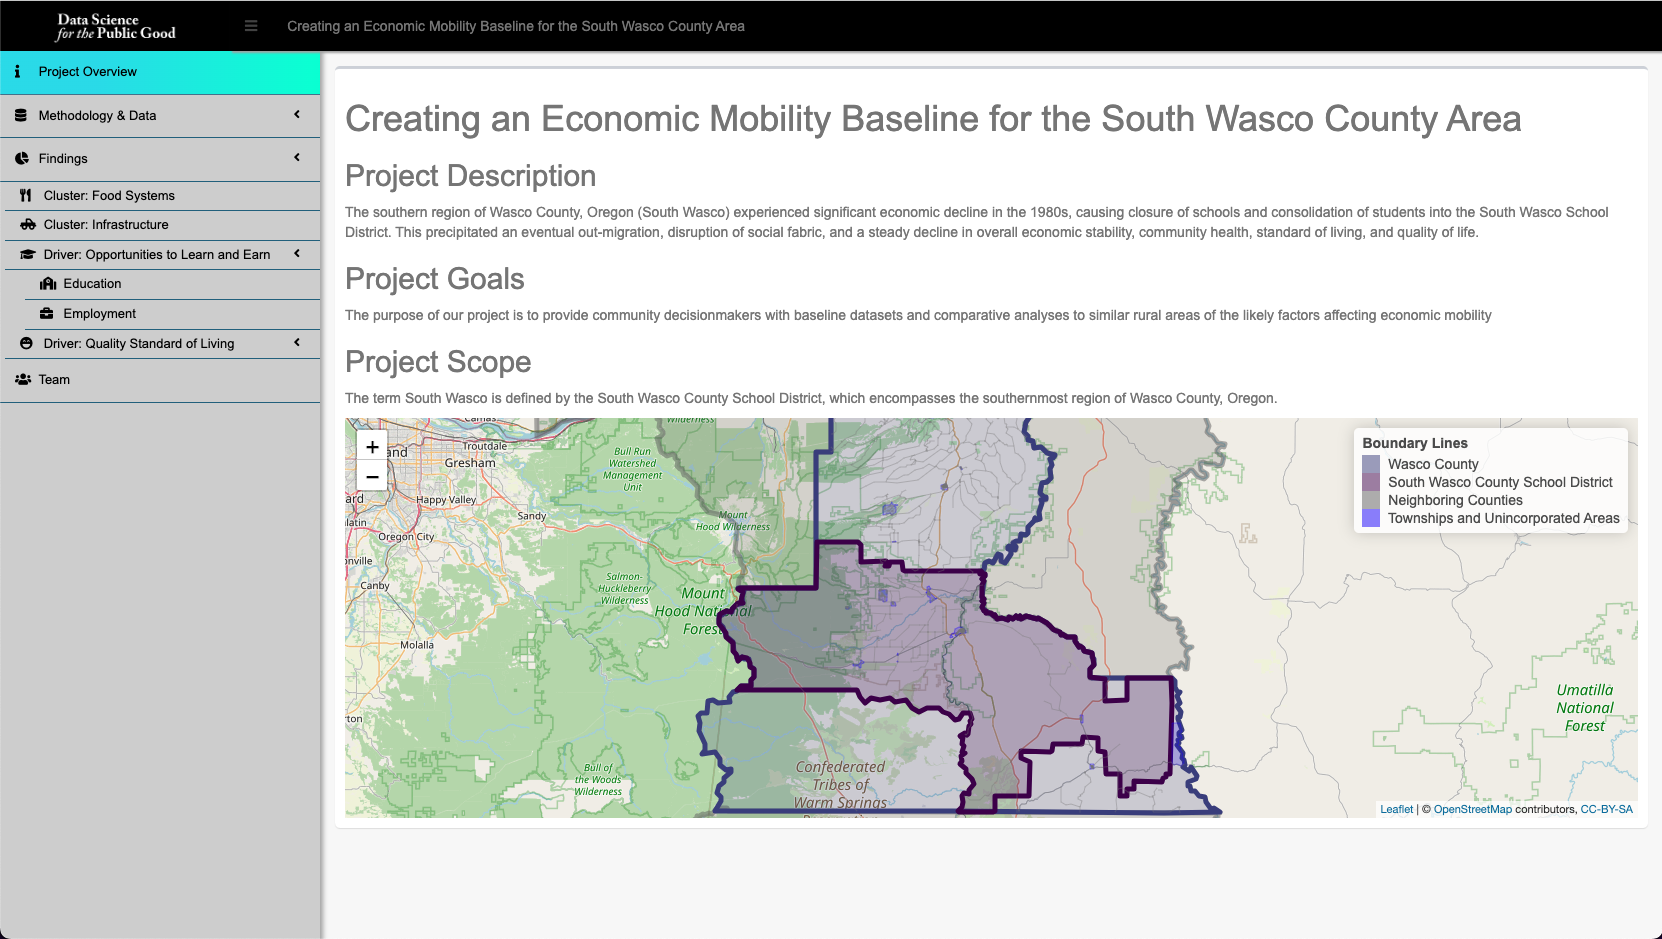 Data Science
for the Public Good
Creating an Economic Mobility Baseline for the South Wasco County Area
Project Overview
Methodology & Data
Findings
Cluster: Food Systems
Cluster: Infrastructure
Driver: Opportunities to Learn and Earn
Education
Employment
Driver: Quality Standard of Living
Team
Creating an Economic Mobility Baseline for the South Wasco County Area
Project Description
The southern region of Wasco County, Oregon (South Wasco) experienced significant economic decline in the 1980s, causing closure of schools and consolidation of students into the South Wasco School
District. This precipitated an eventual out-migration, disruption of social fabric, and a steady decline in overall economic stability, community health, standard of living, and quality of life.
Project Goals
The purpose of our project is to provide community decisionmakers with baseline datasets and comparative analyses to similar rural areas of the likely factors affecting economic mobility
Project Scope
The term South Wasco is defined by the South Wasco County School District, which encompasses the southernmost region of Wasco County, Oregon.
+
−
Camas
Wilderness
Troutdale
Gresham
and
Bull Run
Watershed
Management
Unit
ard
Happy Valley
Sandy
Mount
Hood Wilderness
latin
Oregon City
nville
Canby
Salmon-
Huckleberry
Wilderness
Mount
Hood National
Forest
Molalla
rton
Bull of
the Woods
Wilderness
Confederated
Tribes of
Warm Springs
Umatilla
National
Forest
Boundary Lines
Wasco County
South Wasco County School District
Neighboring Counties
Townships and Unincorporated Areas
Leaflet | © OpenStreetMap contributors, CC-BY-SA